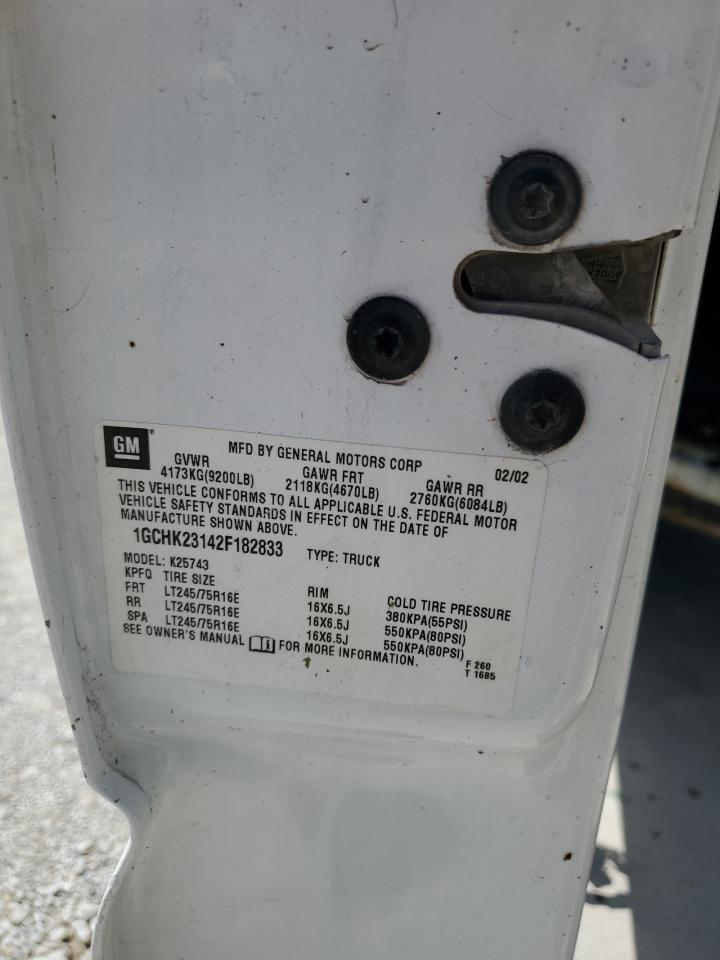 GM
MFD BY GENERAL MOTORS CORP 02/02
GVWR GAWR FRT GAWR RR
4173KG(9200LB) 2118KG(4670LB) 2760KG(6084LB)
THIS VEHICLE CONFORMS TO ALL APPLICABLE U.S. FEDERAL MOTOR
VEHICLE SAFETY STANDARDS IN EFFECT ON THE DATE OF
MANUFACTURE SHOWN ABOVE.
1GCHK23142F182833 TYPE: TRUCK
MODEL: K25743
KPFQ TIRE SIZE RIM COLD TIRE PRESSURE
FRT LT245/75R16E 16X6.5J 380KPA(55PSI)
RR LT245/75R16E 16X6.5J 550KPA(80PSI)
SPA LT245/75R16E 16X6.5J 550KPA(80PSI)
SEE OWNER'S MANUAL FOR MORE INFORMATION.
F 260
T 1685